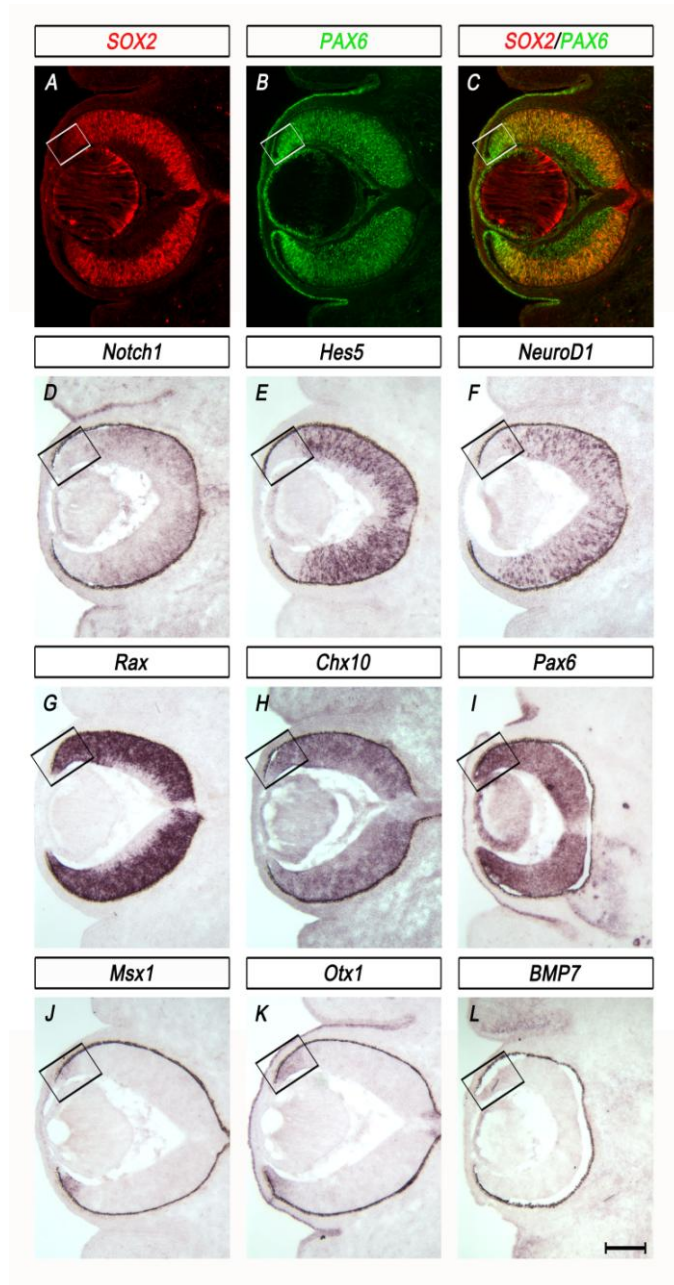 SOX2 PAX6 SOX2/PAX6
A B C
Notch1 Hes5 NeuroD1
D E F
Rax Chx10 Pax6
G H I
Msx1 Otx1 BMP7
J K L